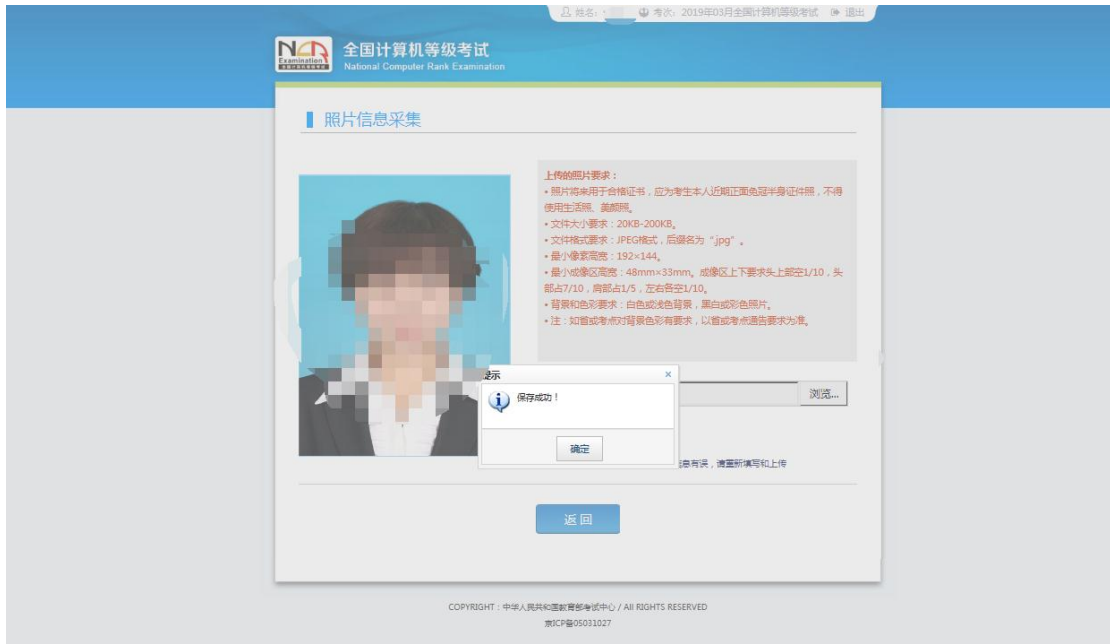 姓名：
考次：2019年03月全国计算机等级考试 退出
NCR
Examination
全国计算机等级考试
National Computer Rank Examination
照片信息采集
上传的照片要求：
• 照片将来用于合格证书，应为考生本人近期正面免冠半身证件照，不得
使用生活照、美颜照。
• 文件大小要求：20KB-200KB。
• 文件格式要求：JPEG格式，后缀名为“.jpg”。
• 最小像素高宽：192×144。
• 最小成像区高宽：48mm×33mm。成像区上下要求头上部空1/10，头
部占7/10，肩部占1/5，左右各空1/10。
• 背景和色彩要求：白色或浅色背景，黑白或彩色照片。
• 注：如省或考点对背景色彩有要求，以省或考点通告要求为准。
提示
×
保存成功！
浏览...
确定
息有误，请重新填写和上传
返回
COPYRIGHT：中华人民共和国教育部考试中心 / All RIGHTS RESERVED
京ICP备05031027